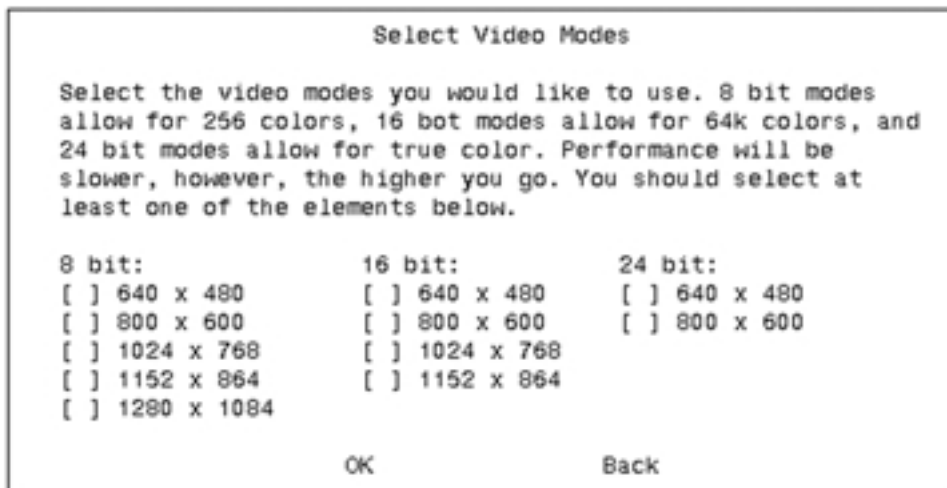 Select Video Modes
Select the video modes you would like to use. 8 bit modes
allow for 256 colors, 16 bot modes allow for 64k colors, and
24 bit modes allow for true color. Performance will be
slower, however, the higher you go. You should select at
least one of the elements below.
8 bit: 16 bit: 24 bit:
[ ] 640 x 480 [ ] 640 x 480 [ ] 640 x 480
[ ] 800 x 600 [ ] 800 x 600 [ ] 800 x 600
[ ] 1024 x 768 [ ] 1024 x 768
[ ] 1152 x 864 [ ] 1152 x 864
[ ] 1280 x 1084
OK Back